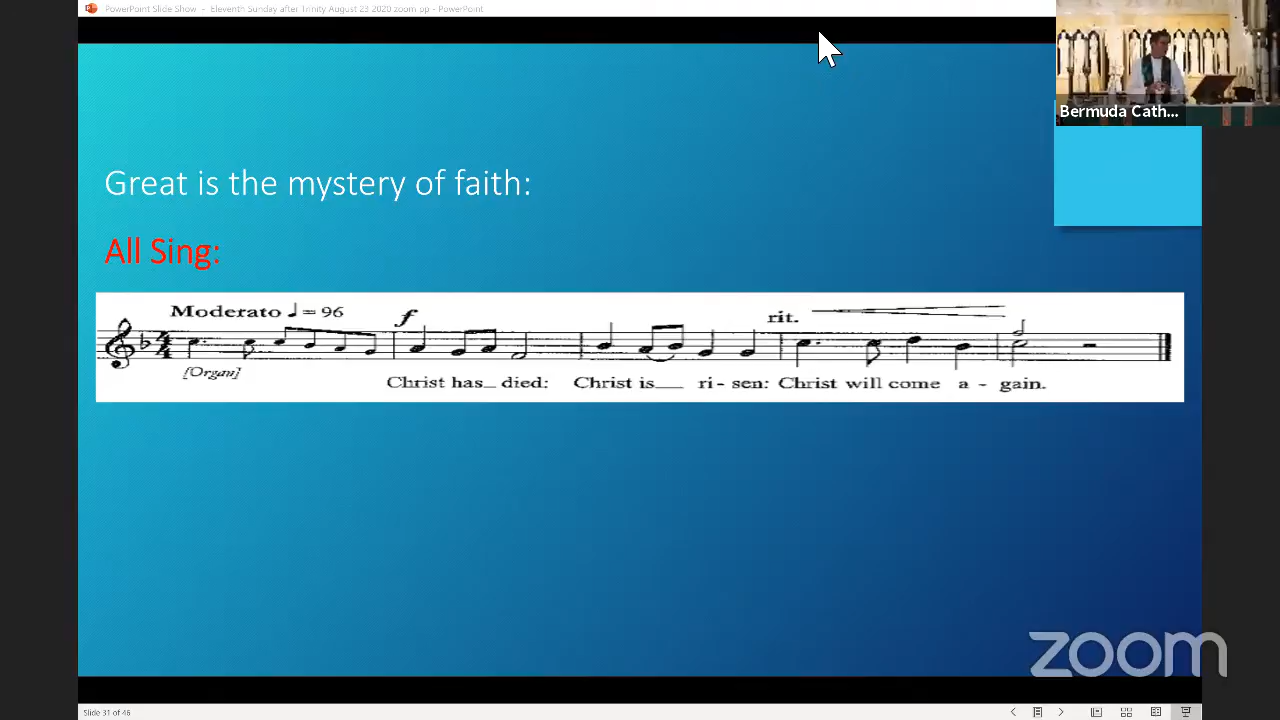 PowerPoint Slide Show - Eleventh Sunday after Trinity August 23 2020 zoom pp - PowerPoint
Bermuda Cath...
Great is the mystery of faith:
All Sing:
Moderato ♩ = 96
f
rit.
[Organ]
Christ has_ died: Christ is__ ri - sen: Christ will come a - gain.
zoom
Slide 31 of 46